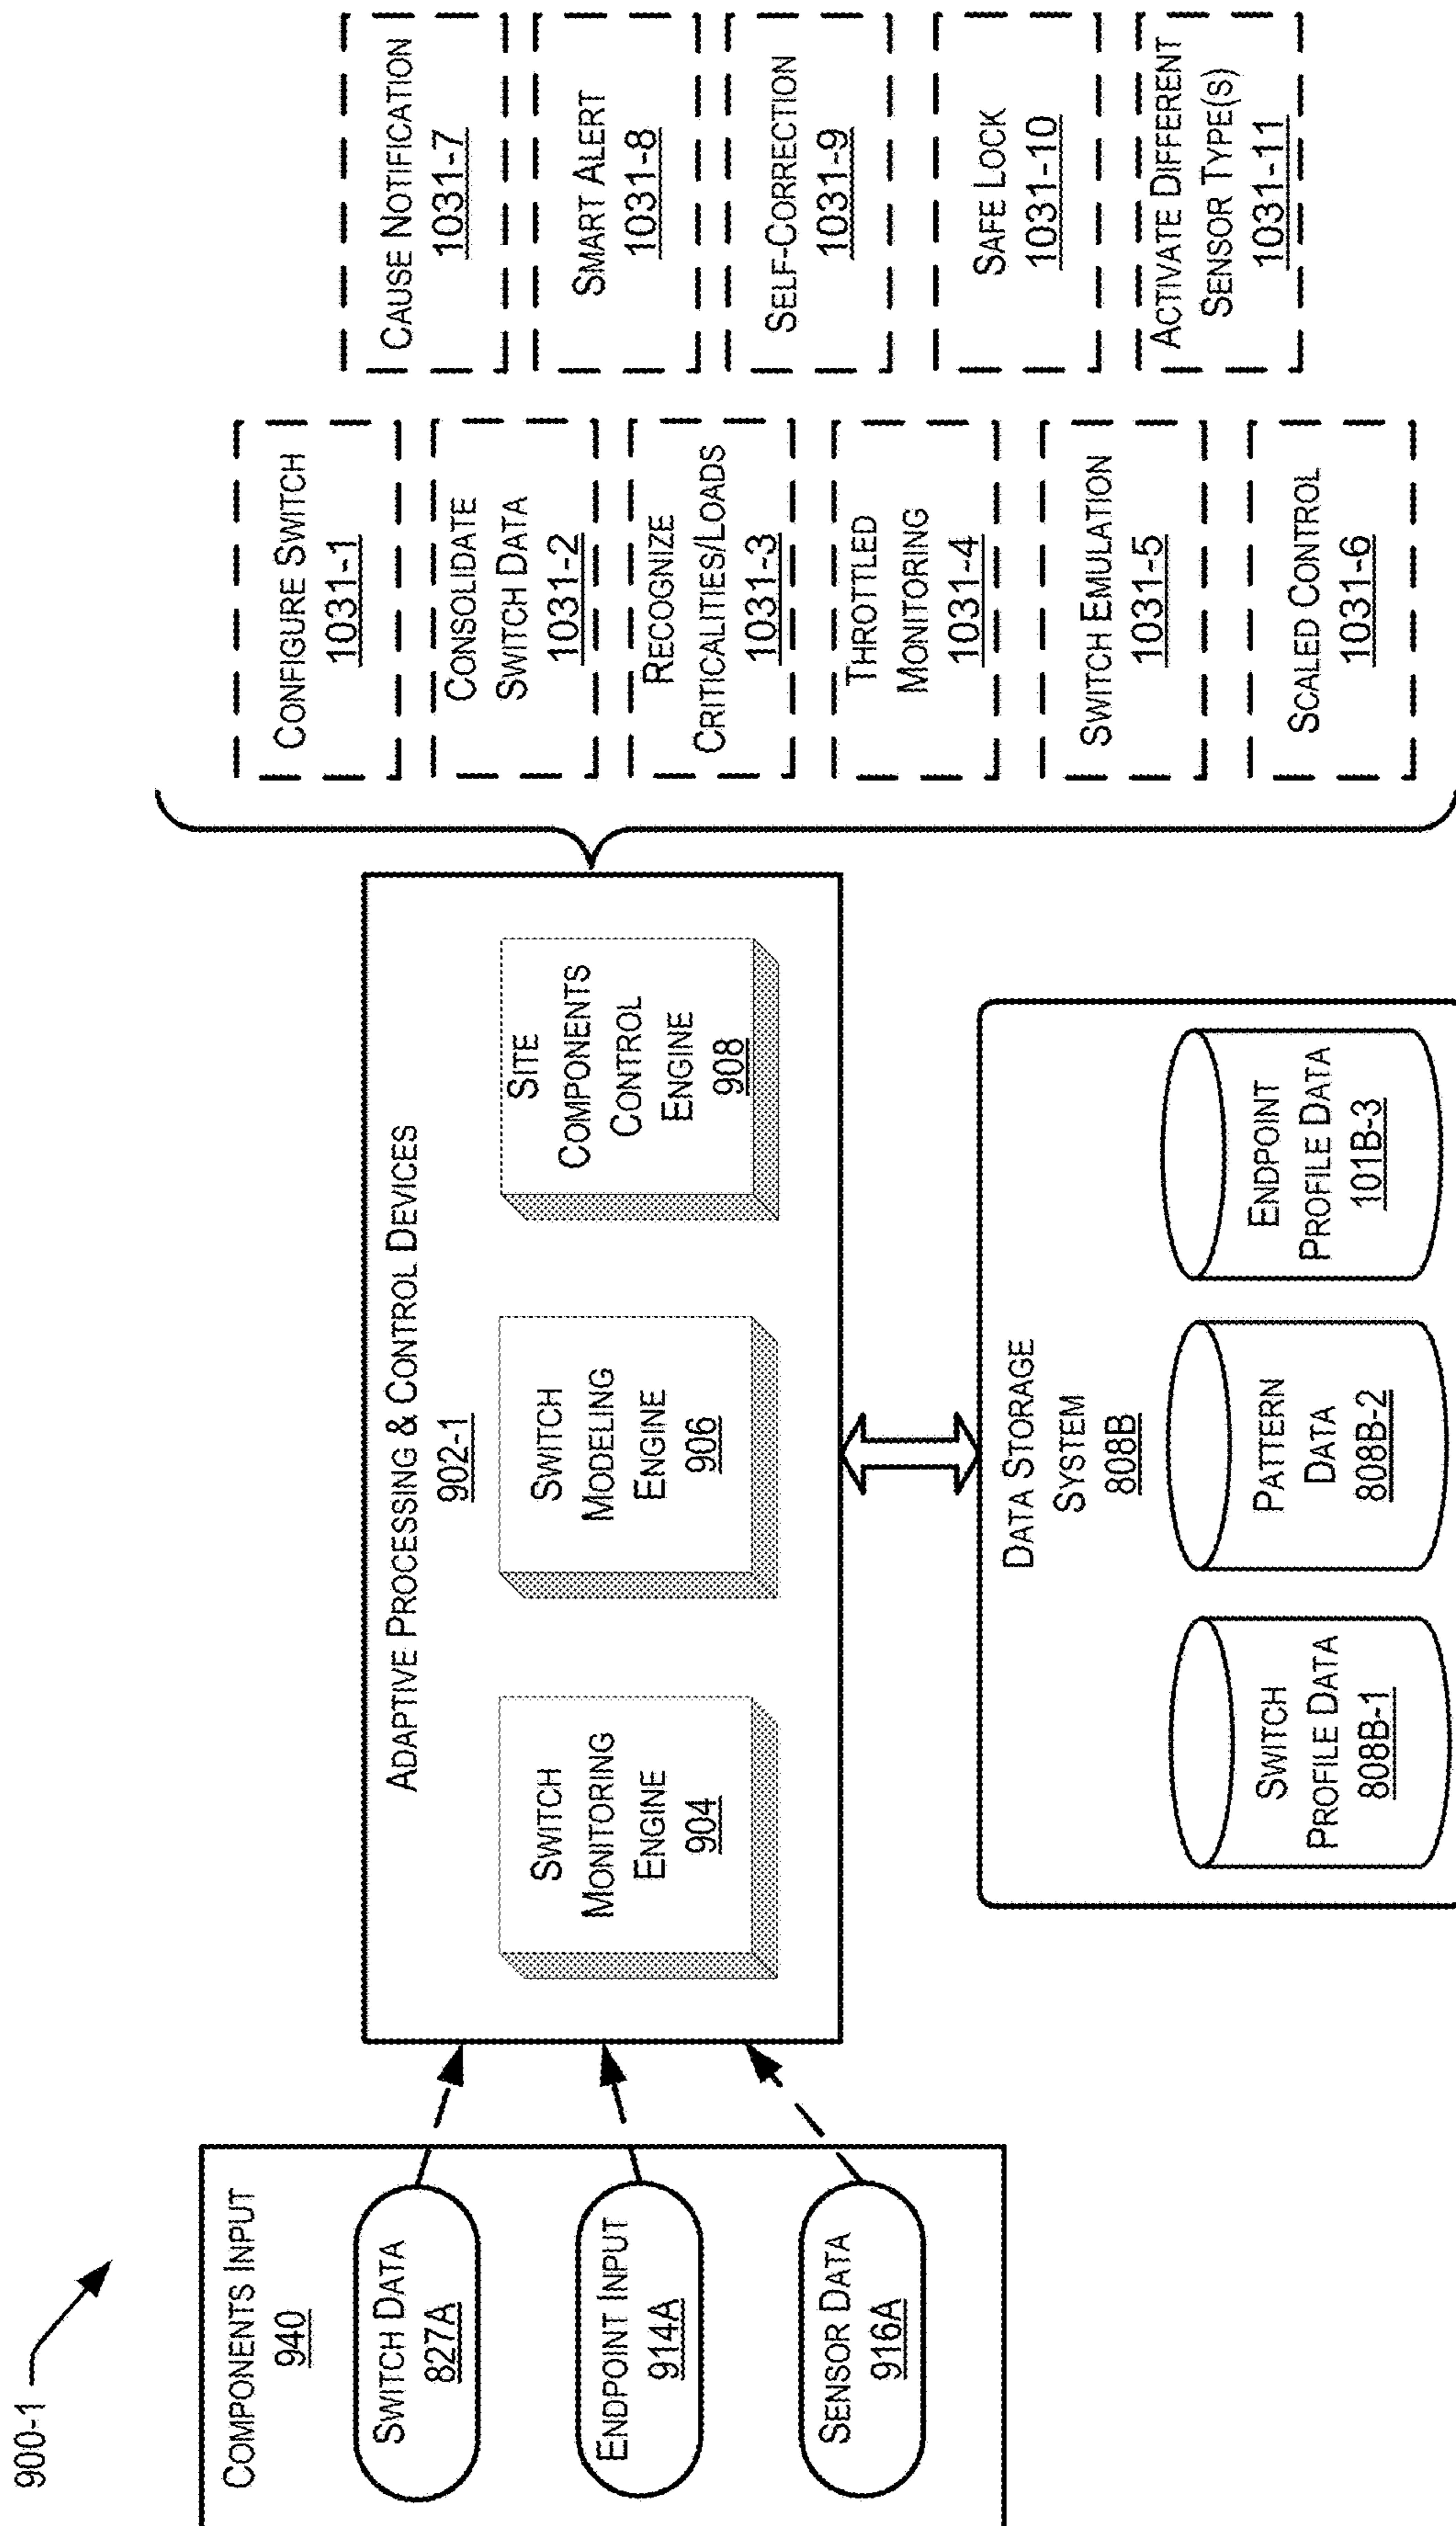 900-1
COMPONENTS INPUT
940
SWITCH DATA
827A
ENDPOINT INPUT
914A
SENSOR DATA
916A
ADAPTIVE PROCESSING & CONTROL DEVICES
902-1
SWITCH
MONITORING
ENGINE
904
SWITCH
MODELING
ENGINE
906
SITE
COMPONENTS
CONTROL
ENGINE
908
DATA STORAGE
SYSTEM
808B
SWITCH
PROFILE DATA
808B-1
PATTERN
DATA
808B-2
ENDPOINT
PROFILE DATA
101B-3
CONFIGURE SWITCH
1031-1
CONSOLIDATE
SWITCH DATA
1031-2
RECOGNIZE
CRITICALITIES/LOADS
1031-3
THROTTLED
MONITORING
1031-4
SWITCH EMULATION
1031-5
SCALED CONTROL
1031-6
CAUSE NOTIFICATION
1031-7
SMART ALERT
1031-8
SELF-CORRECTION
1031-9
SAFE LOCK
1031-10
ACTIVATE DIFFERENT
SENSOR TYPE(S)
1031-11